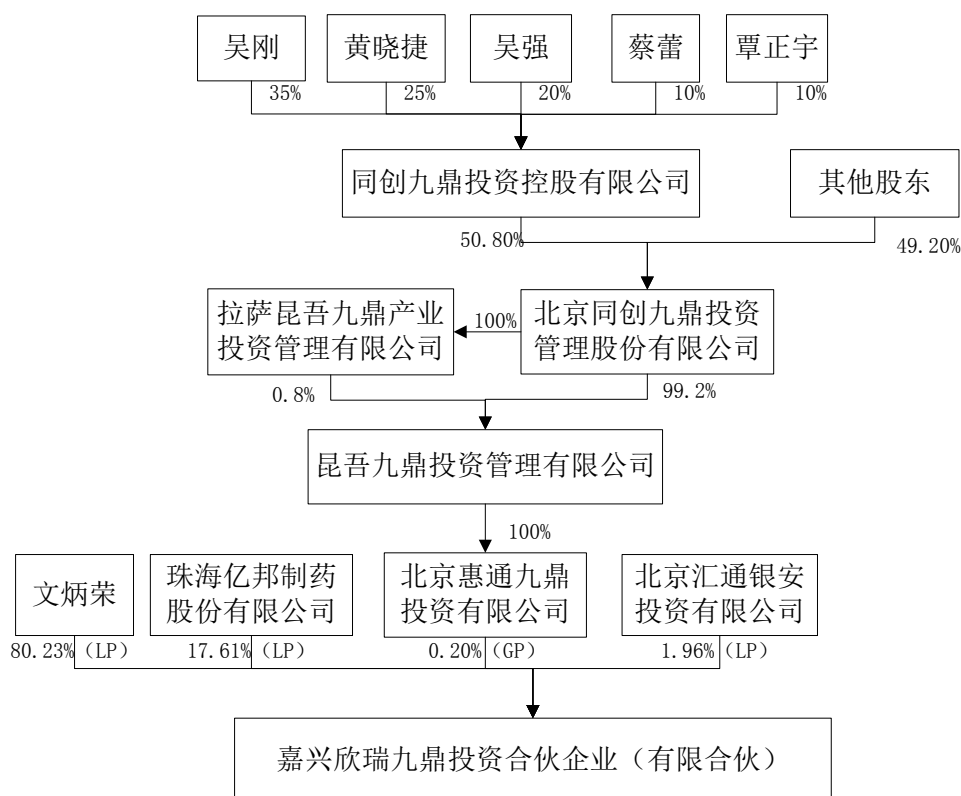 吴刚
黄晓捷
吴强
蔡蕾
覃正宇
35%
25%
20%
10%
10%
同创九鼎投资控股有限公司
其他股东
50.80%
49.20%
拉萨昆吾九鼎产业
投资管理有限公司
100%
北京同创九鼎投资
管理股份有限公司
0.8%
99.2%
昆吾九鼎投资管理有限公司
100%
文炳荣
珠海亿邦制药
股份有限公司
北京惠通九鼎
投资有限公司
北京汇通银安
投资有限公司
80.23%（LP）
17.61%（LP）
0.20%（GP）
1.96%（LP）
嘉兴欣瑞九鼎投资合伙企业（有限合伙）